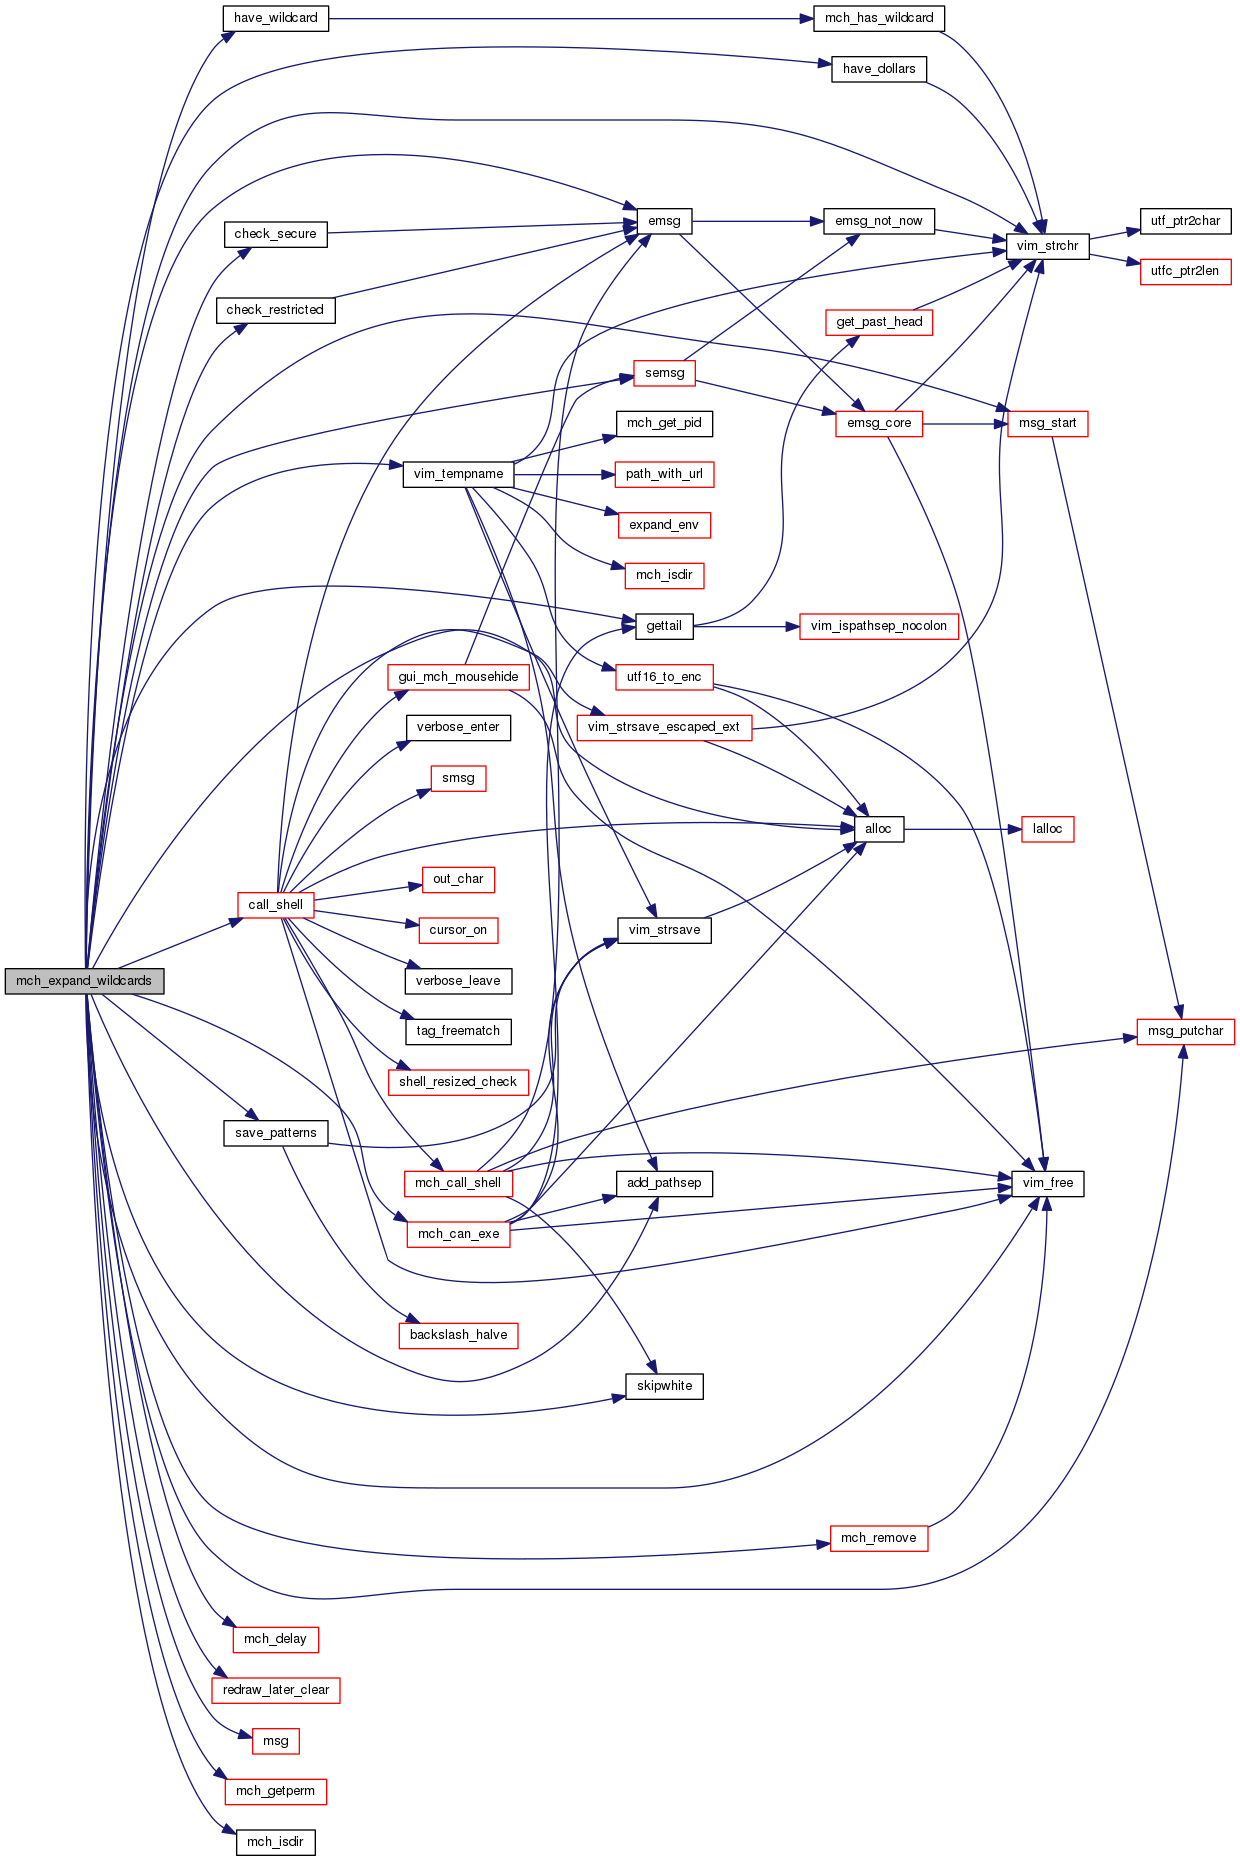 have_wildcard
mch_has_wildcard
have_dollars
emsg
emsg_not_now
utf_ptr2char
check_secure
vim_strchr
utfc_ptr2len
check_restricted
get_past_head
semsg
mch_get_pid
emsg_core
msg_start
vim_tempname
path_with_url
expand_env
mch_isdir
gettail
vim_ispathsep_nocolon
gui_mch_mousehide
utf16_to_enc
verbose_enter
vim_strsave_escaped_ext
smsg
alloc
lalloc
out_char
call_shell
cursor_on
vim_strsave
mch_expand_wildcards
verbose_leave
tag_freematch
msg_putchar
shell_resized_check
save_patterns
mch_call_shell
add_pathsep
vim_free
mch_can_exe
backslash_halve
skipwhite
mch_remove
mch_delay
redraw_later_clear
msg
mch_getperm
mch_isdir